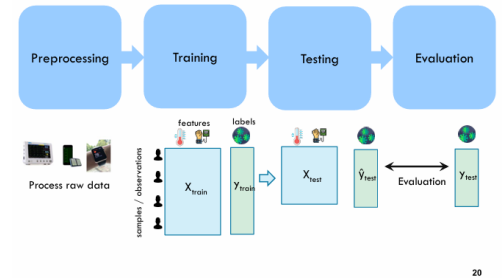 Preprocessing
Training
Testing
Evaluation
features
labels
Process raw data
samples / observations
Xtrain
ytrain
Xtest
ŷtest
Evaluation
ytest
20